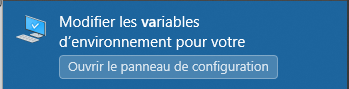 Modifier les variables
d’environnement pour votre
Ouvrir le panneau de configuration